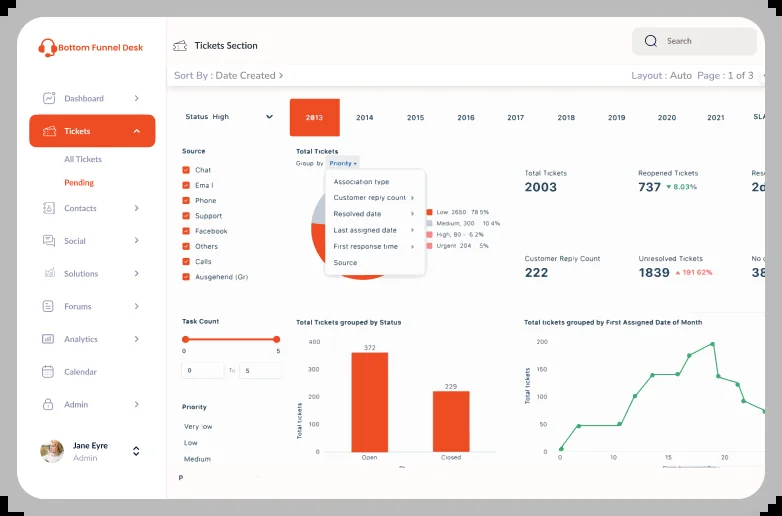 Bottom Funnel Desk
Tickets Section
Search
Sort By : Date Created
Layout : Auto Page : 1 of 3
Dashboard
Tickets
All Tickets
Pending
Contacts
Social
Solutions
Forums
Analytics
Calendar
Admin
Jane Eyre
Admin
Status High
2013 2014 2015 2016 2017 2018 2019 2020 2021 SLA
Source
Chat
Ema l
Phone
Support
Facebook
Others
Calls
Ausgehend (Gr)
Total Tickets
Group by Priority
Association type
Customer reply count
Resolved date
Last assigned date
First response time
Source
Low 2650 78 5%
Medium, 300 10 4%
High, 80 6 2%
Urgent 204 5%
Total Tickets
2003
Reopened Tickets
737 8.03%
Customer Reply Count
222
Unresolved Tickets
1839 191 62%
No
38
Task Count
0 5
0 To 5
Priority
Very low
Low
Medium
P
Total Tickets grouped by Status
Total tickets
400
300
200
100
0
372
229
Open Closed
Total tickets grouped by First Assigned Date of Month
Total tickets
200
150
100
50
0
0 5 10 15 20